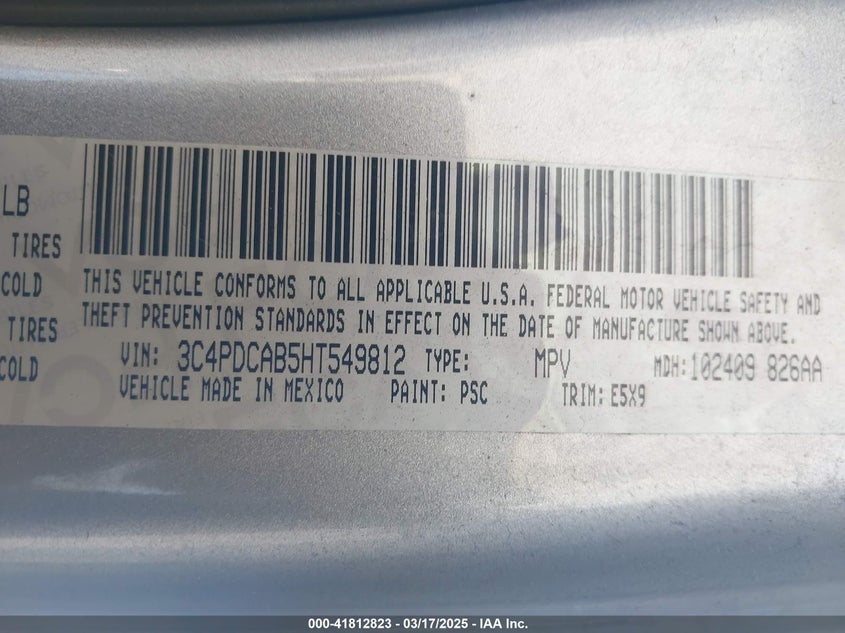 LB
TIRES
COLD
TIRES
COLD
THIS VEHICLE CONFORMS TO ALL APPLICABLE U.S.A. FEDERAL MOTOR VEHICLE SAFETY AND
THEFT PREVENTION STANDARDS IN EFFECT ON THE DATE OF MANUFACTURE SHOWN ABOVE.
VIN: 3C4PDCAB5HT549812 TYPE: MPV MDH:102409 826AA
VEHICLE MADE IN MEXICO PAINT: PSC TRIM: E5X9
000-41812823 - 03/17/2025 - IAA Inc.